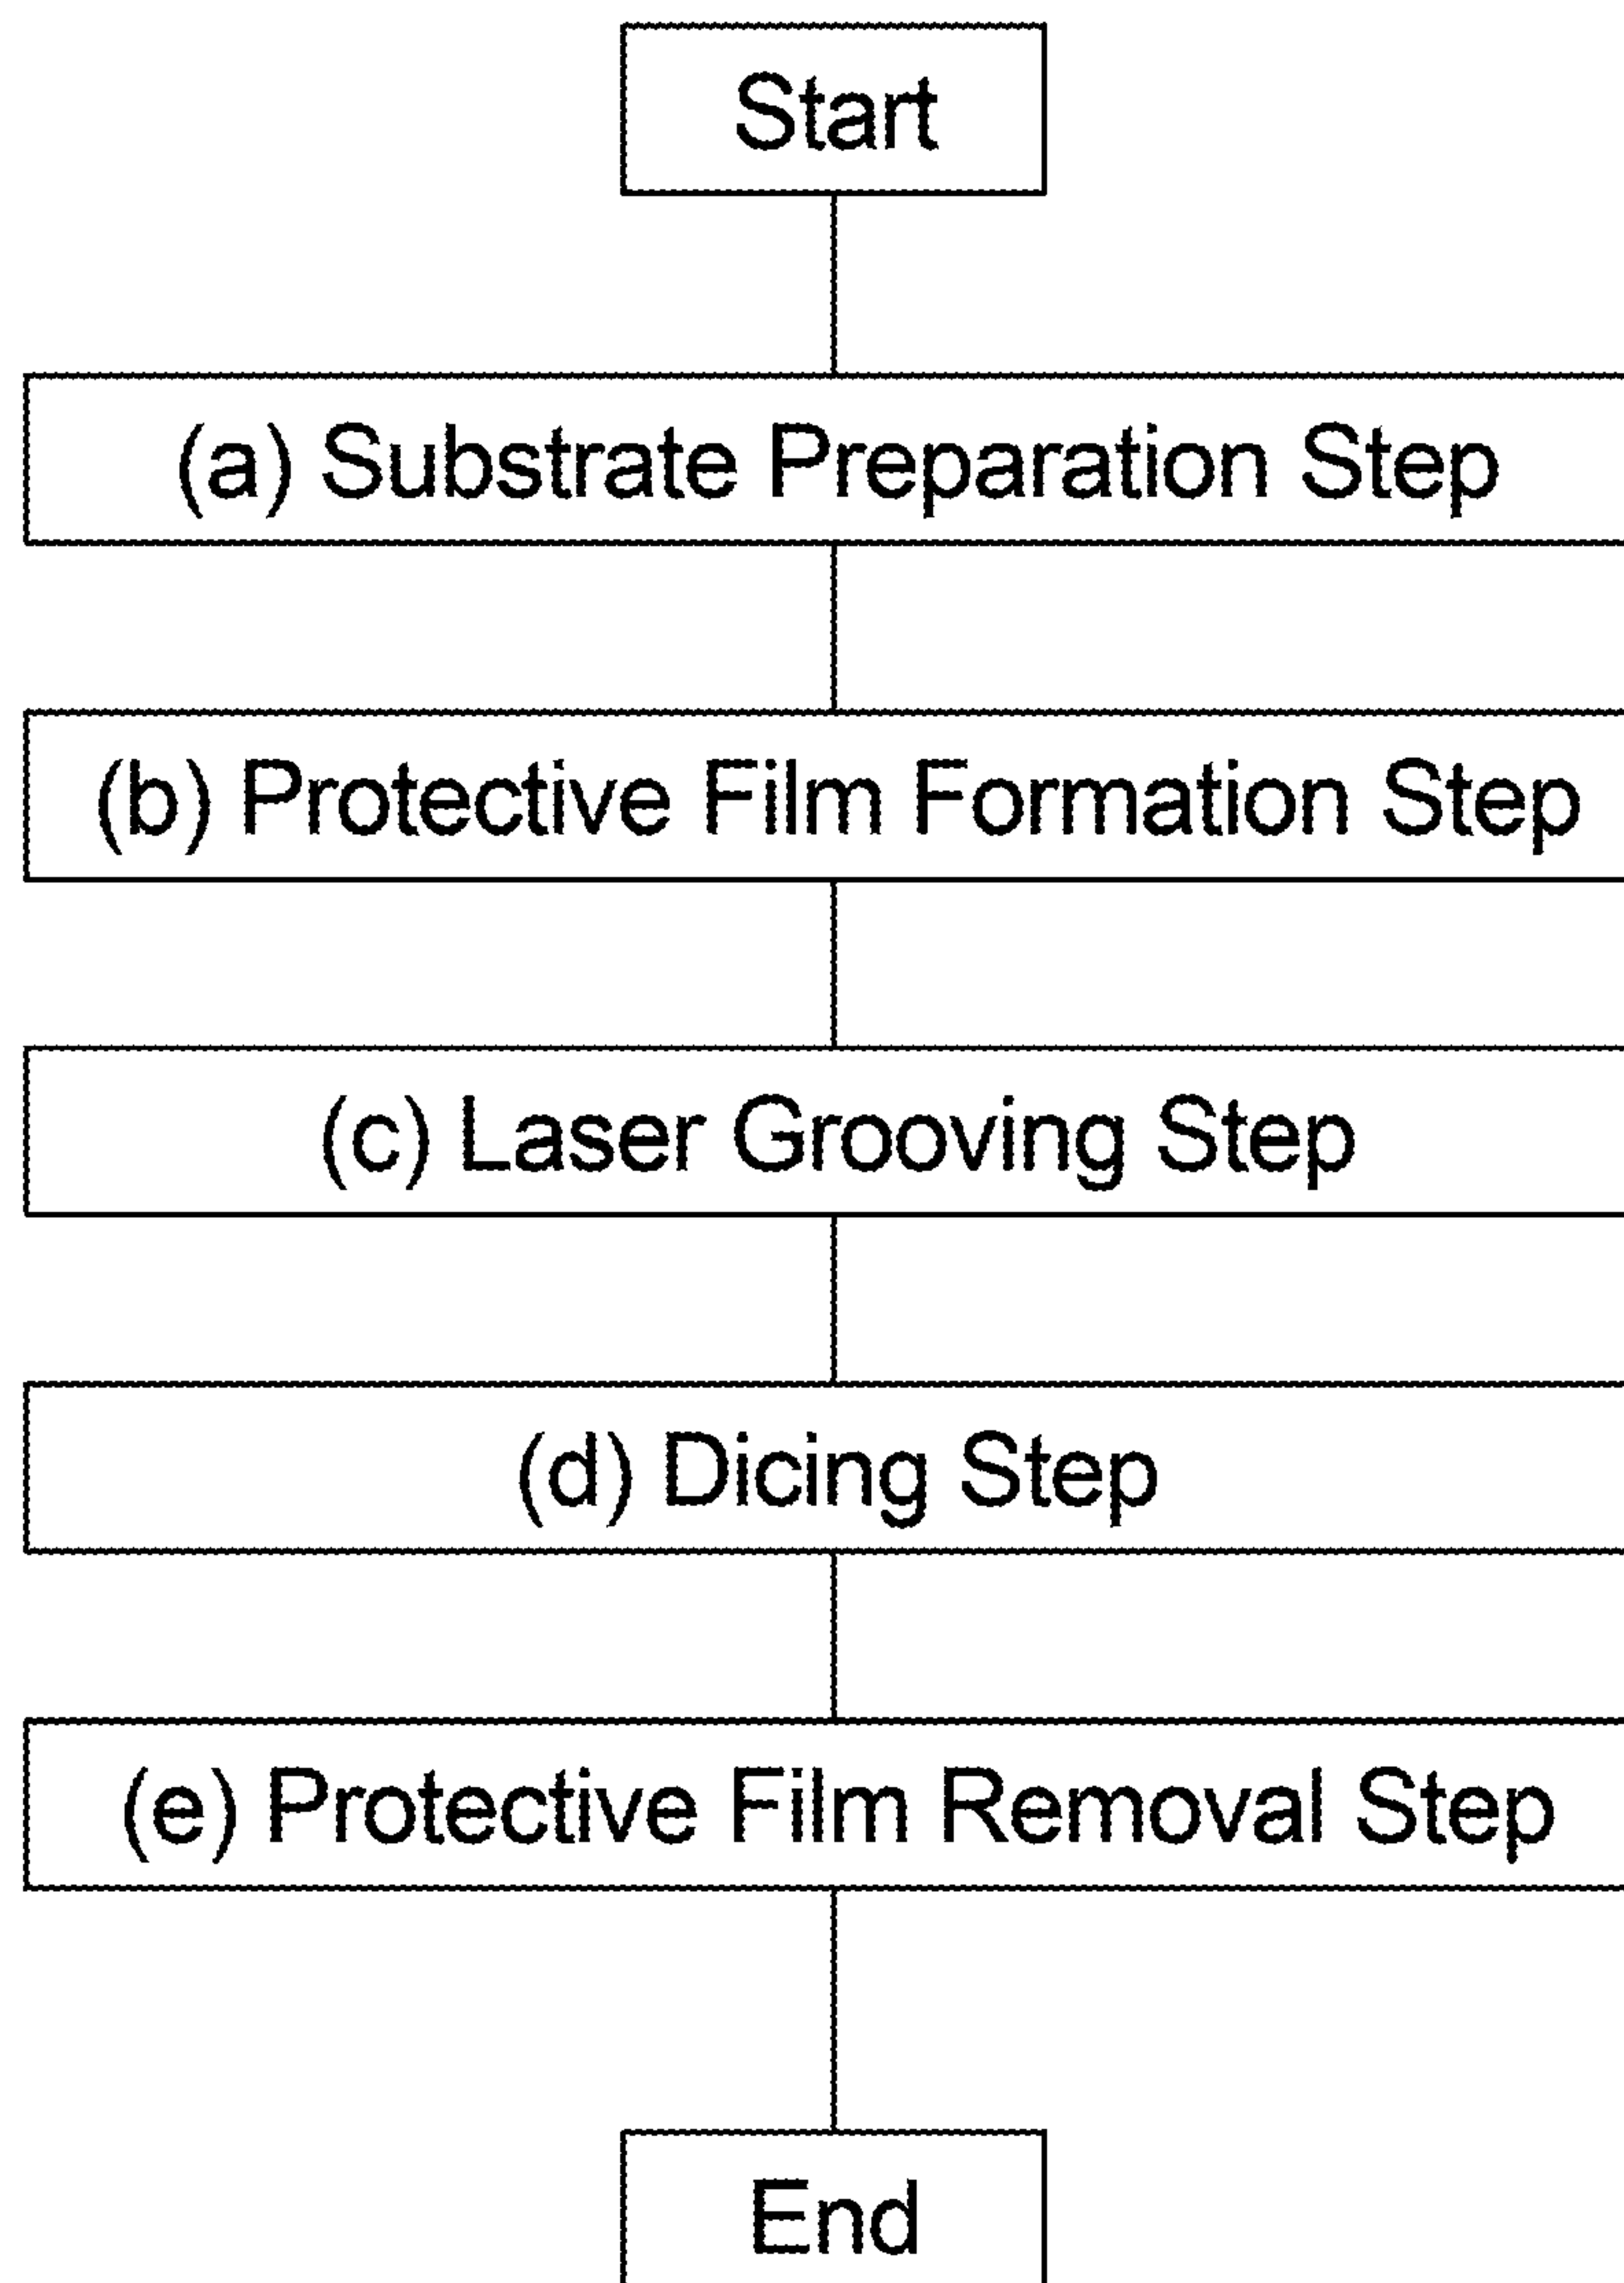 Start
(a) Substrate Preparation Step
(b) Protective Film Formation Step
(c) Laser Grooving Step
(d) Dicing Step
(e) Protective Film Removal Step
End